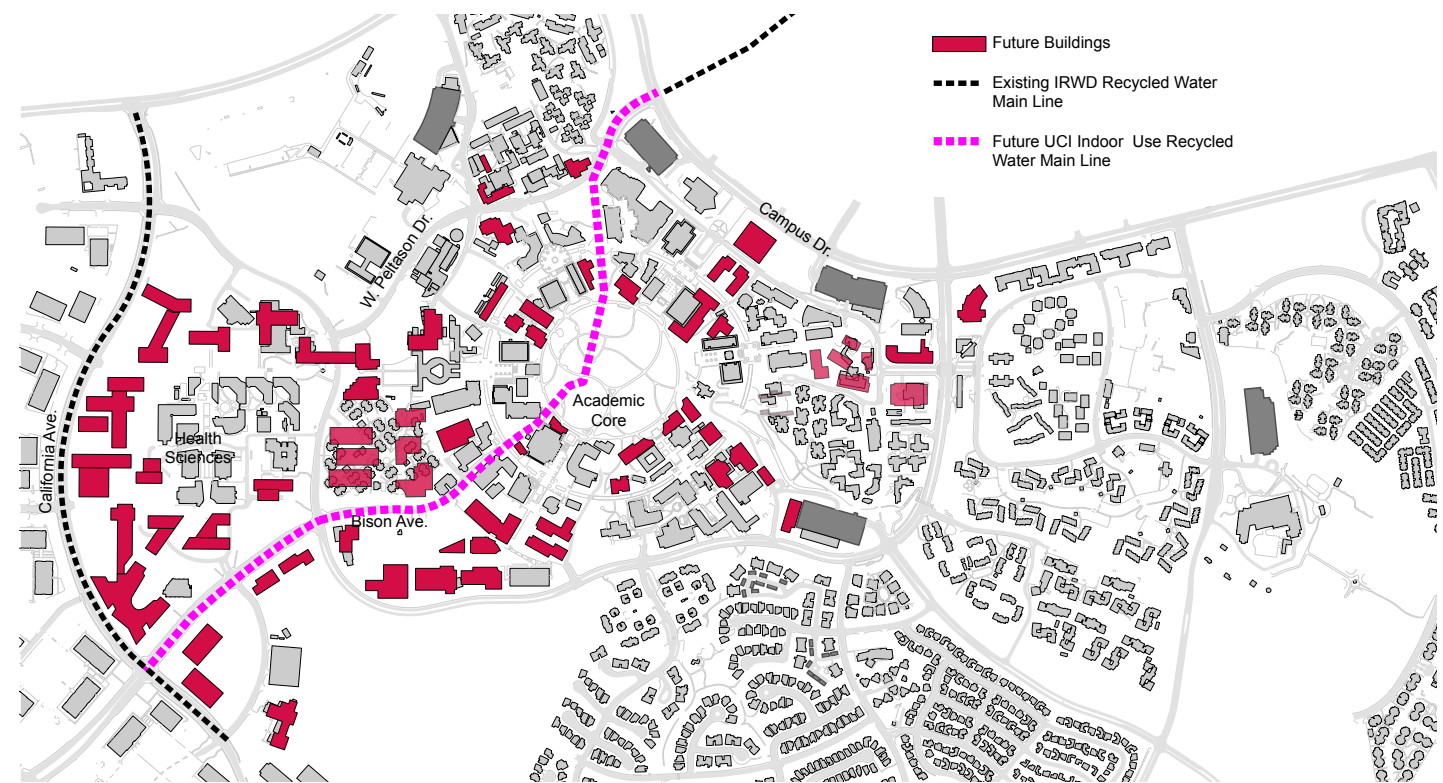 Future Buildings
Existing IRWD Recycled Water
Main Line
Future UCI Indoor Use Recycled
Water Main Line
Campus Dr.
W. Peltason Dr.
Academic
Core
California Ave.
Health
Sciences
Bison Ave.